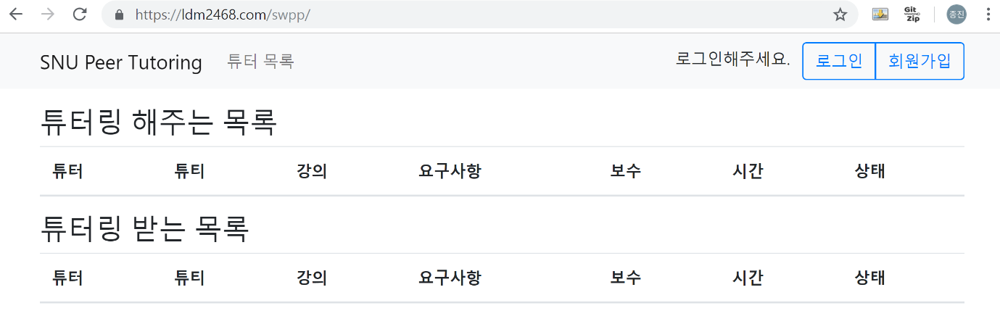 https://ldm2468.com/swpp/
Git Zip
종진
SNU Peer Tutoring 튜터 목록 로그인해주세요. 로그인 회원가입
튜터링 해주는 목록
튜터 튜티 강의 요구사항 보수 시간 상태
튜터링 받는 목록
튜터 튜티 강의 요구사항 보수 시간 상태